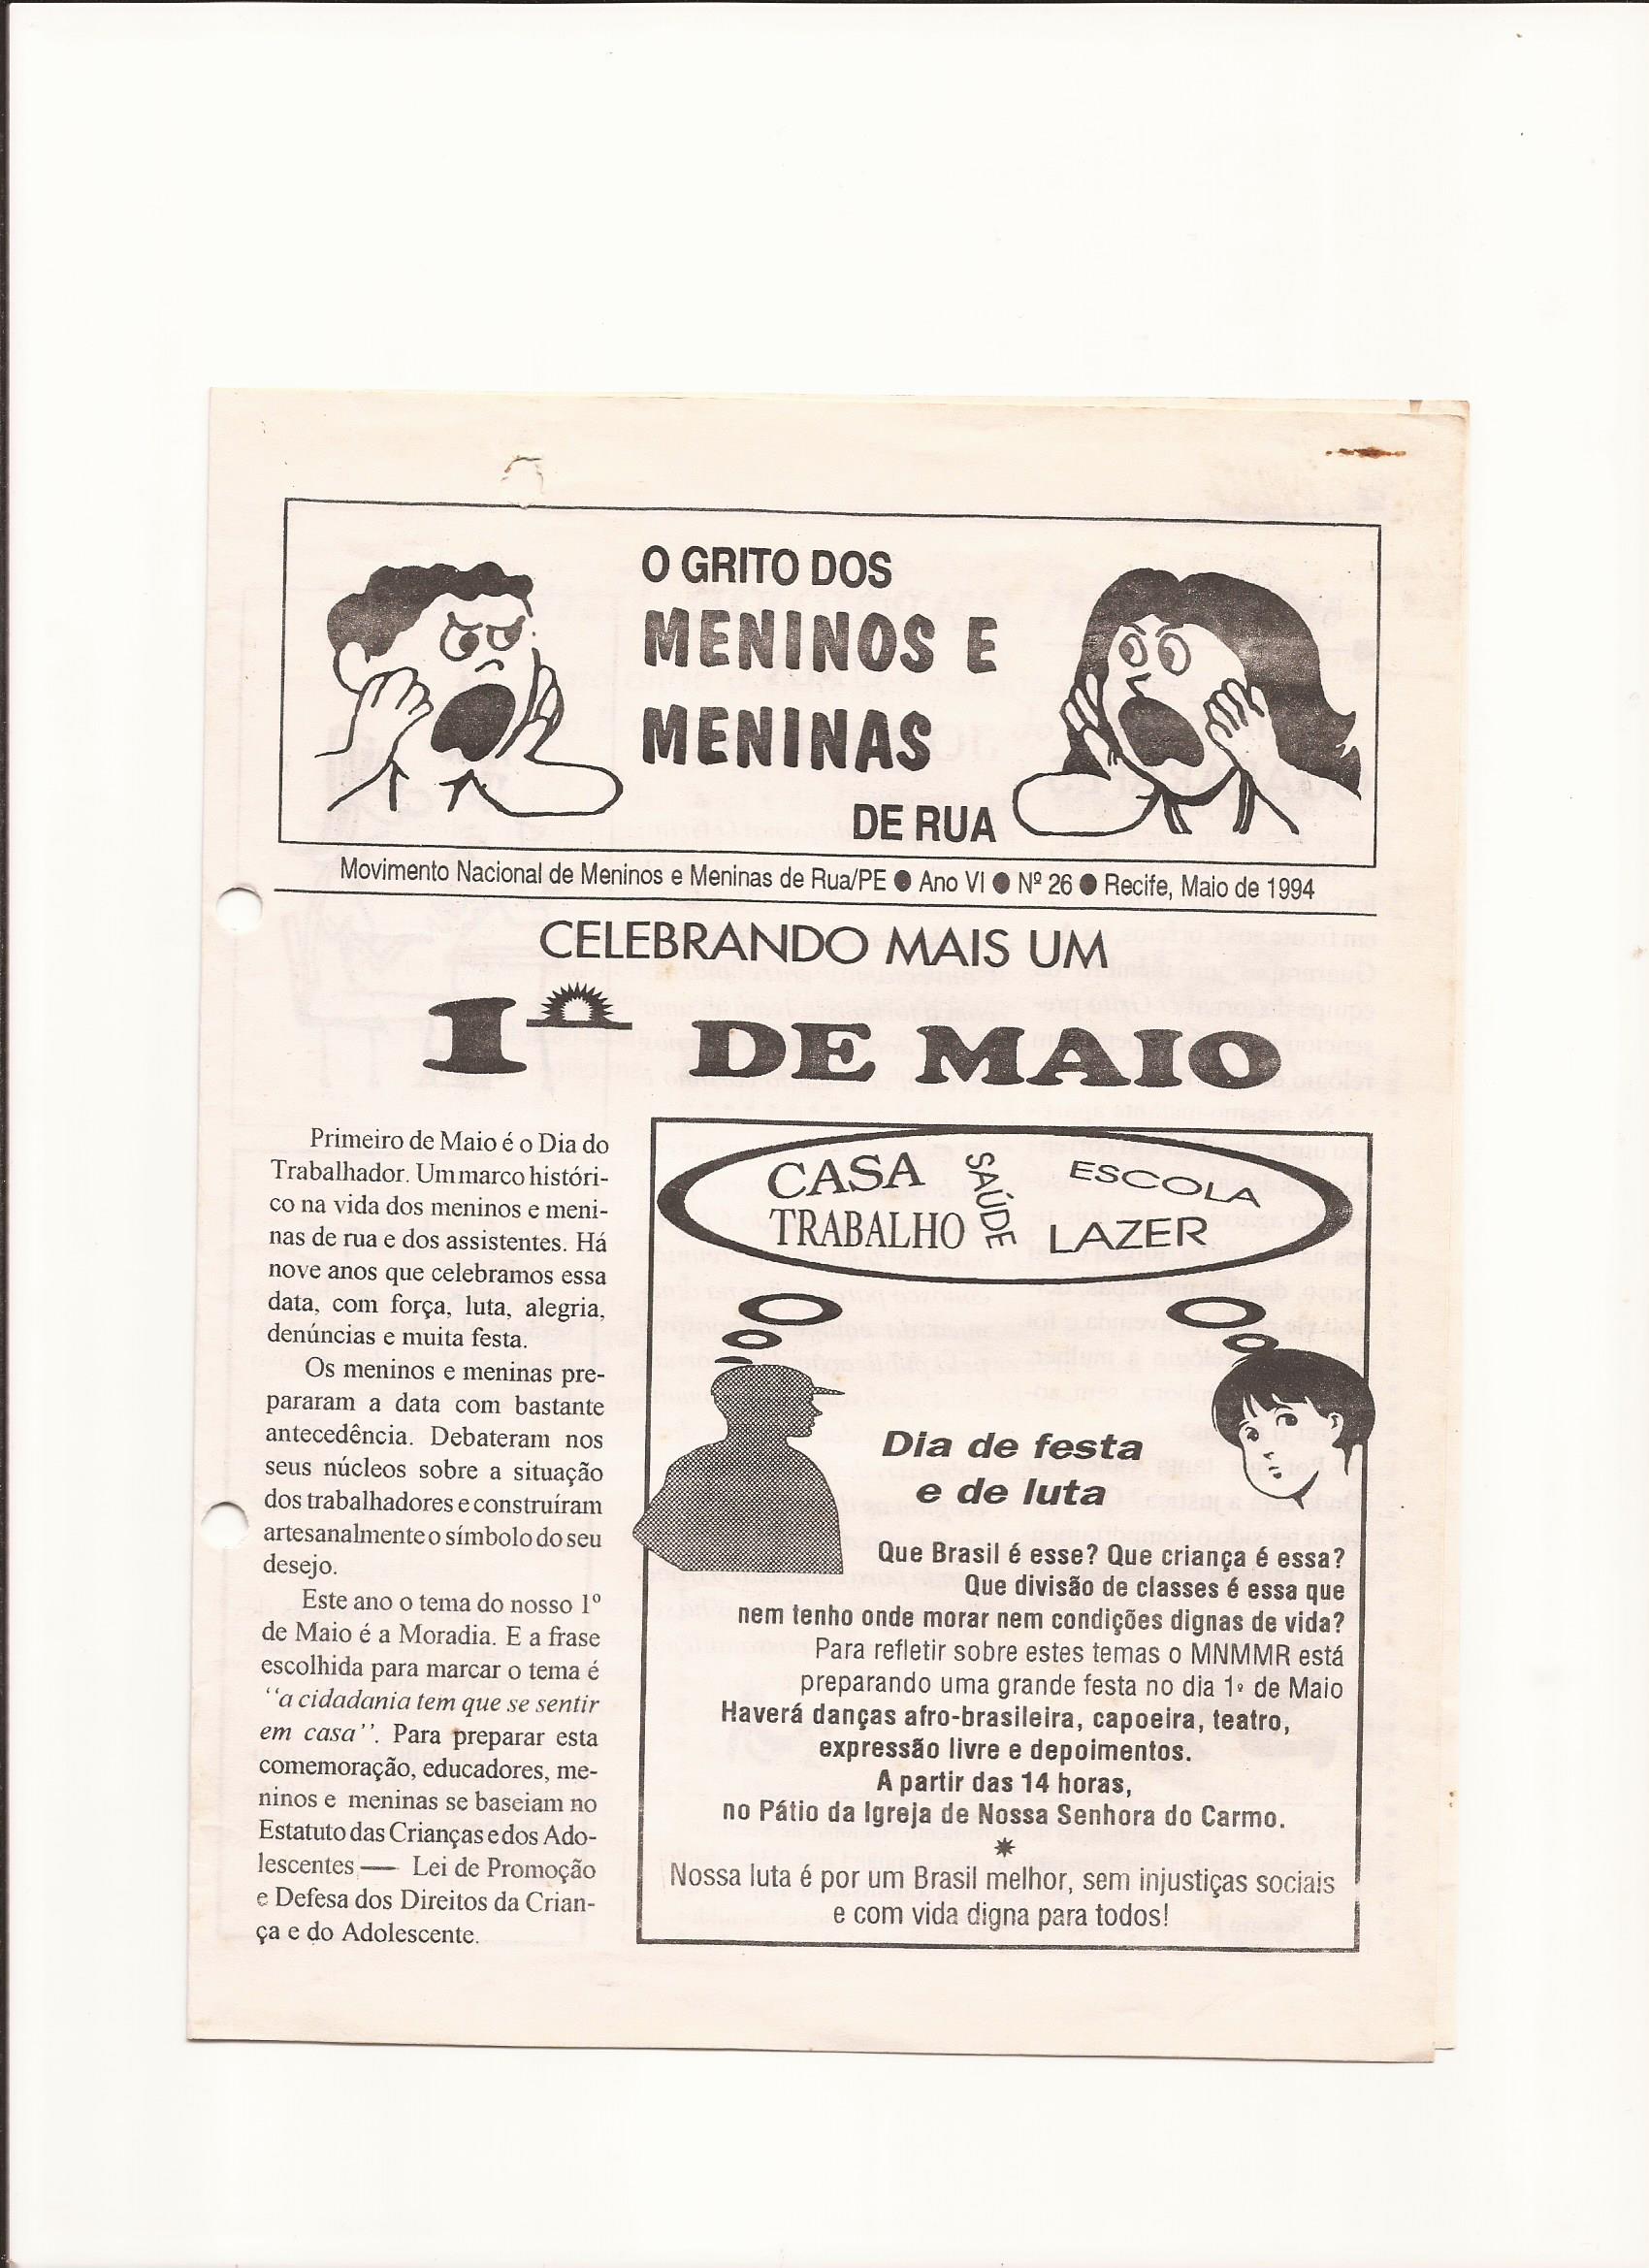 O GRITO DOS
MENINOS E
MENINAS
DE RUA
Movimento Nacional de Meninos e Meninas de Rua/PE ● Ano VI ● Nº 26 ● Recife, Maio de 1994
CELEBRANDO MAIS UM
1º DE MAIO
Primeiro de Maio é o Dia do
Trabalhador. Um marco históri-
co na vida dos meninos e meni-
nas de rua e dos assistentes. Há
nove anos que celebramos essa
data, com força, luta, alegria,
denúncias e muita festa.
Os meninos e meninas pre-
pararam a data com bastante
antecedência. Debateram nos
seus núcleos sobre a situação
dos trabalhadores e construíram
artesanalmente o símbolo do seu
desejo.
Este ano o tema do nosso 1º
de Maio é a Moradia. E a frase
escolhida para marcar o tema é
"a cidadania tem que se sentir
em casa". Para preparar esta
comemoração, educadores, me-
ninos e meninas se baseiam no
Estatuto das Crianças e dos Ado-
lescentes — Lei de Promoção
e Defesa dos Direitos da Crian-
ça e do Adolescente.
CASA SAÚDE ESCOLA
TRABALHO LAZER
Dia de festa
e de luta
Que Brasil é esse? Que criança é essa?
Que divisão de classes é essa que
nem tenho onde morar nem condições dignas de vida?
Para refletir sobre estes temas o MNMMR está
preparando uma grande festa no dia 1º de Maio
Haverá danças afro-brasileira, capoeira, teatro,
expressão livre e depoimentos.
A partir das 14 horas,
no Pátio da Igreja de Nossa Senhora do Carmo.
Nossa luta é por um Brasil melhor, sem injustiças sociais
e com vida digna para todos!